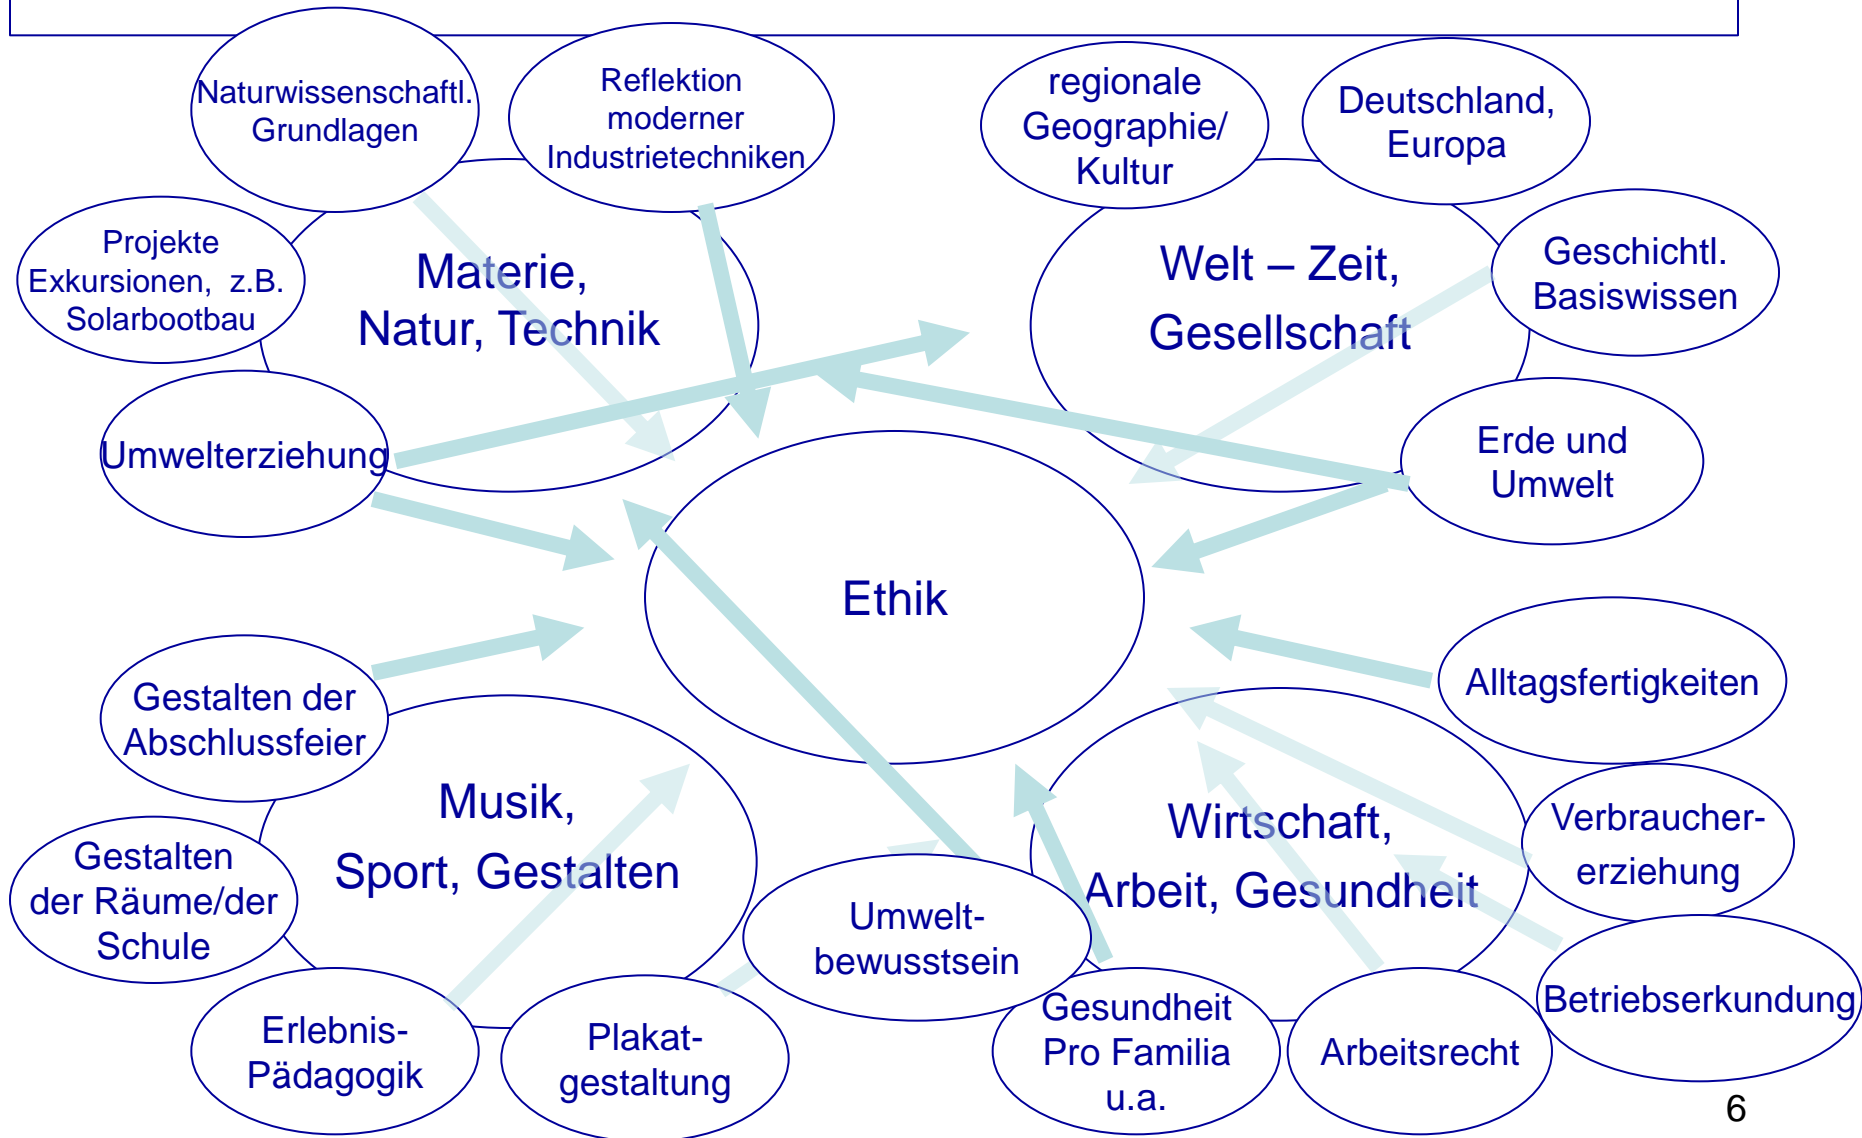 Naturwissenschaftl.
Grundlagen
Reflektion
moderner
Industrietechniken
regionale
Geographie/
Kultur
Deutschland,
Europa
Projekte
Exkursionen, z.B.
Solarbootbau
Materie,
Natur, Technik
Welt – Zeit,
Gesellschaft
Geschichtl.
Basiswissen
Umwelterziehung
Erde und
Umwelt
Ethik
Gestalten der
Abschlussfeier
Alltagsfertigkeiten
Musik,
Sport, Gestalten
Wirtschaft,
Arbeit, Gesundheit
Verbraucher-
erziehung
Gestalten
der Räume/der
Schule
Umwelt-
bewusstsein
Betriebserkundung
Erlebnis-
Pädagogik
Plakat-
gestaltung
Gesundheit
Pro Familia
u.a.
Arbeitsrecht
6